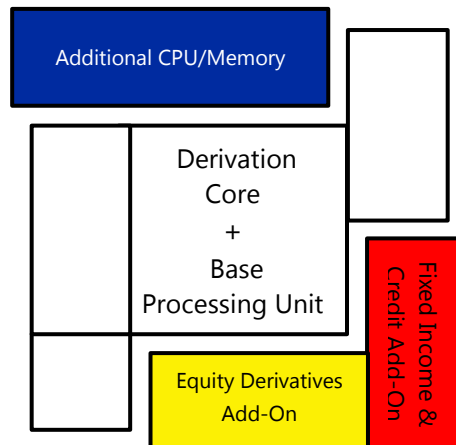 Additional CPU/Memory
Derivation
Core
+
Base
Processing Unit
Fixed Income &
Credit Add-On
Equity Derivatives
Add-On